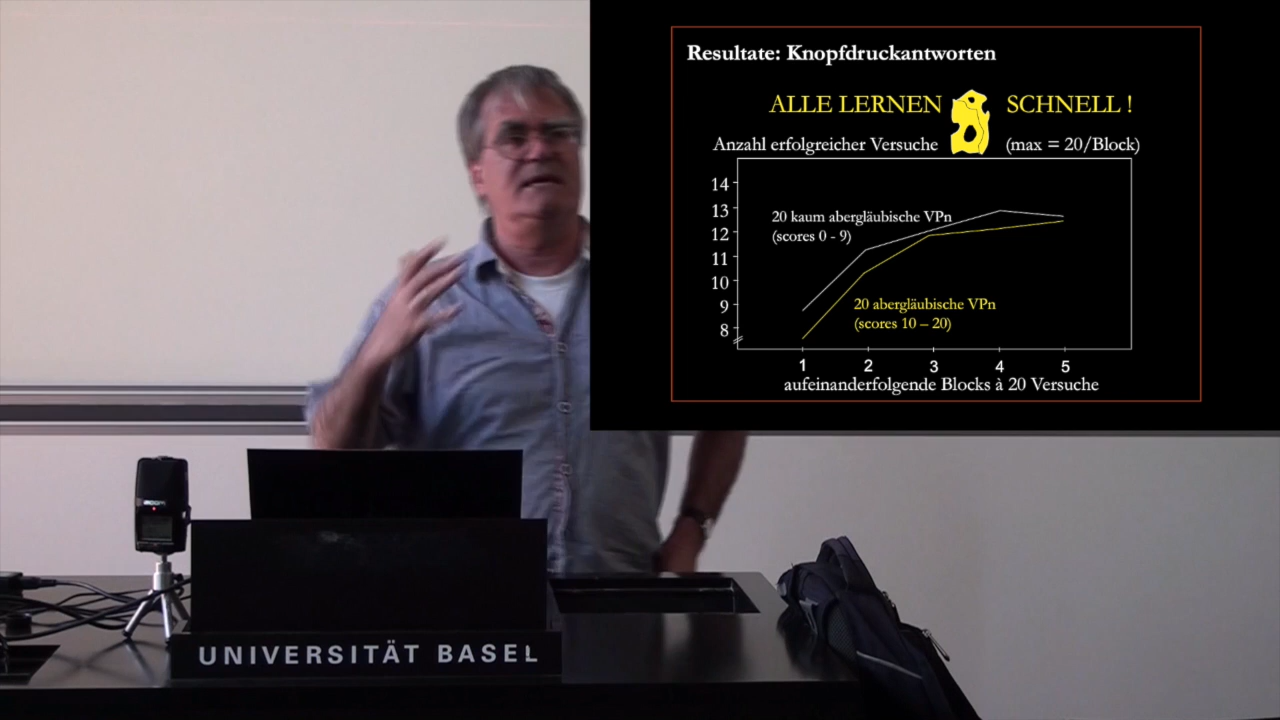 Resultate: Knopfdruckantworten
ALLE LERNEN SCHNELL !
Anzahl erfolgreicher Versuche (max = 20/Block)
14
13
20 kaum abergläubische VPn
(scores 0 - 9)
12
11
10
9
20 abergläubische VPn
(scores 10 – 20)
8
1 2 3 4 5
aufeinanderfolgende Blocks à 20 Versuche
UNIVERSITÄT BASEL